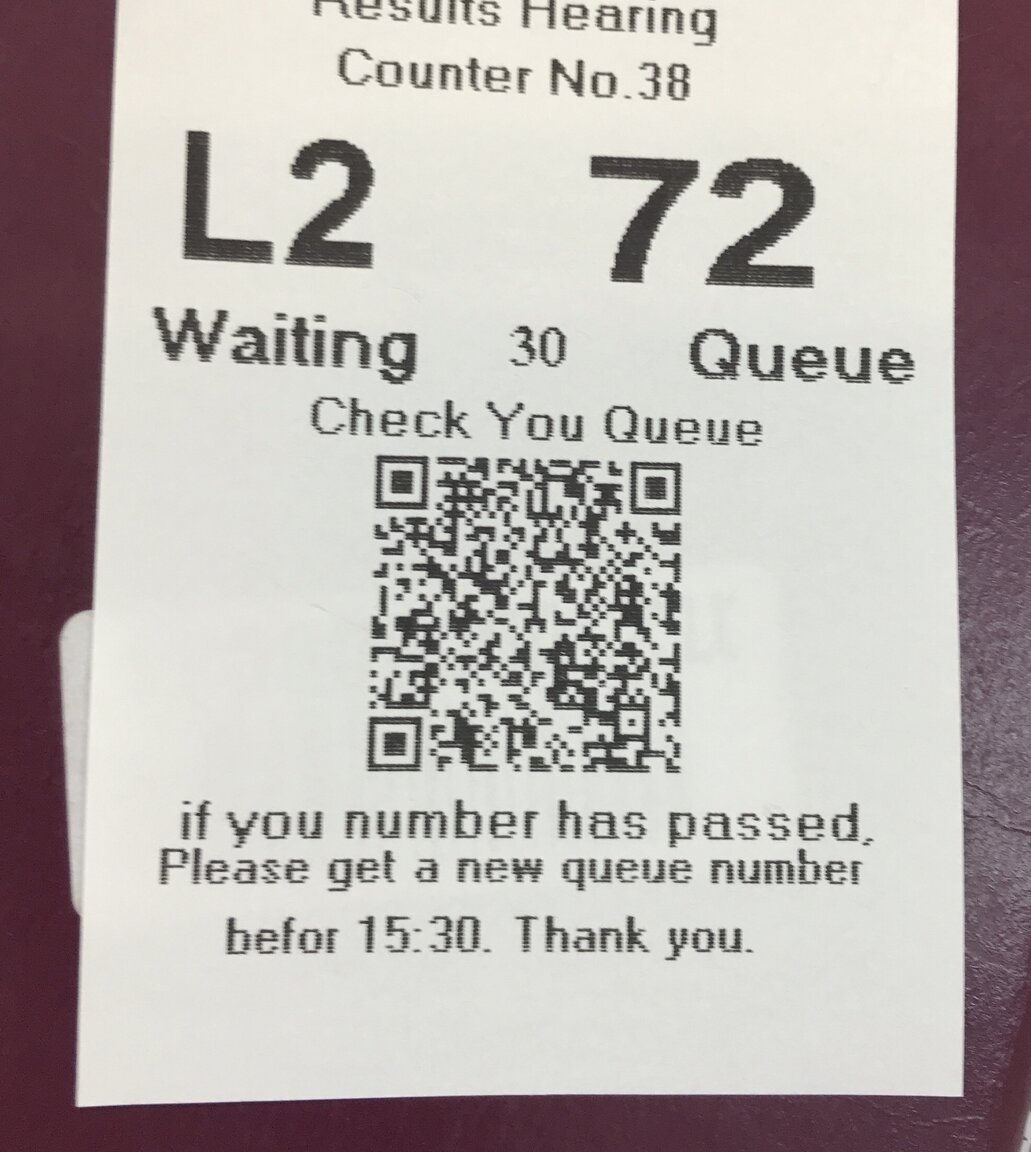 Results Hearing
Counter No.38
L2 72
Waiting 30 Queue
Check You Queue
if you number has passed,
Please get a new queue number
befor 15:30. Thank you.